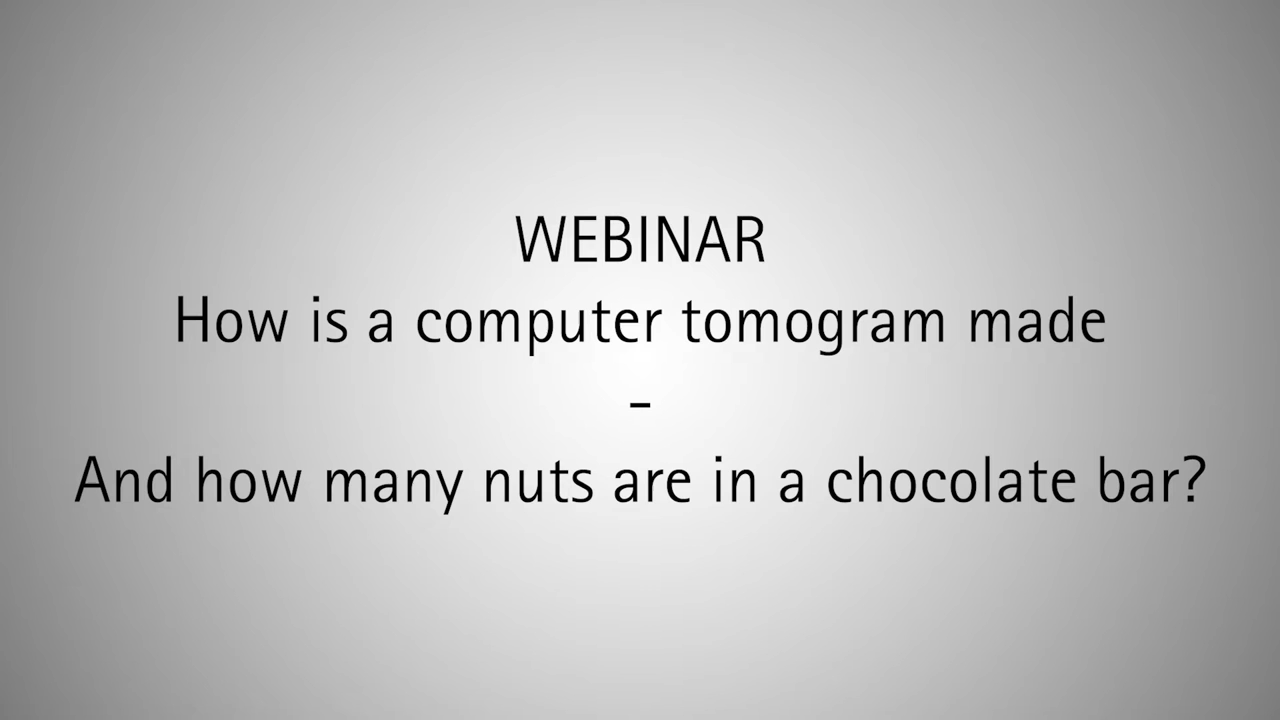 WEBINAR
How is a computer tomogram made
-
And how many nuts are in a chocolate bar?